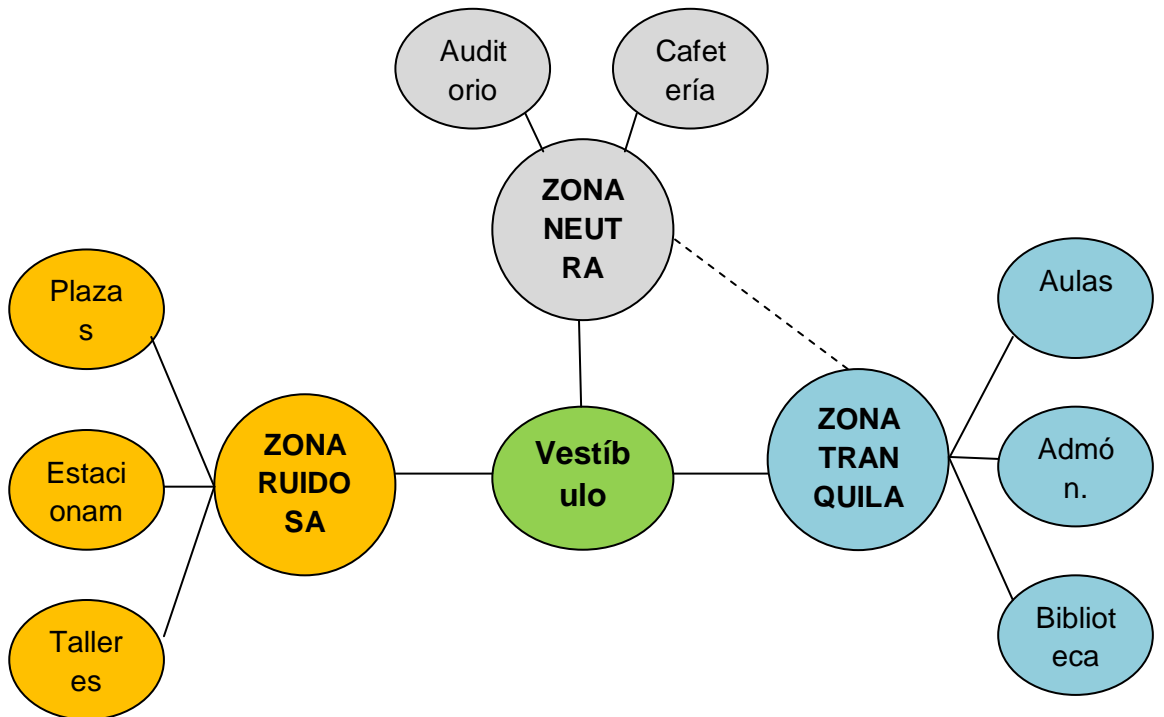 Audit
orio
Cafet
ería
ZONA
NEUT
RA
Plaza
s
Aulas
ZONA
RUIDO
SA
Vestíb
ulo
ZONA
TRAN
QUILA
Estaci
onam
Admó
n.
Taller
es
Bibliot
eca